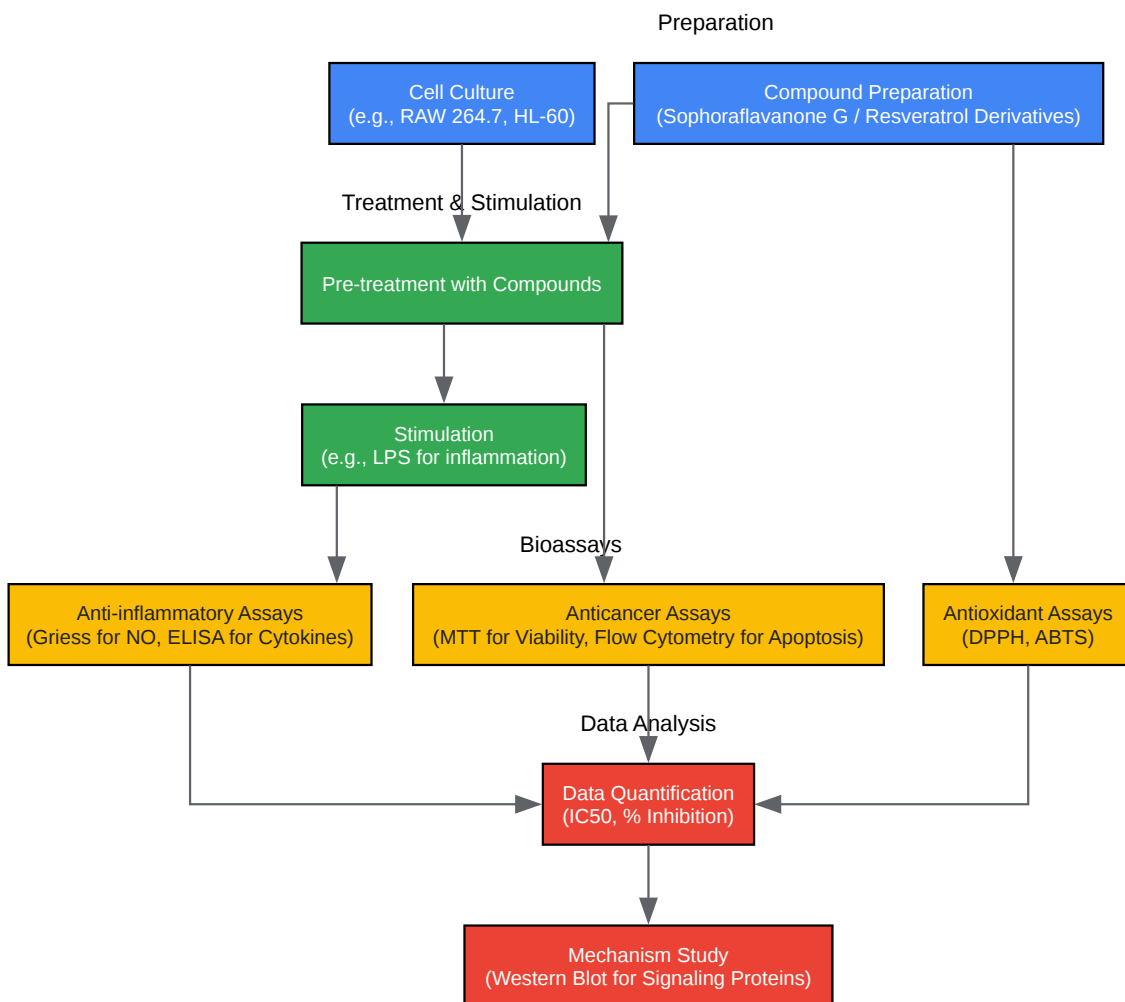 Preparation
Cell Culture
(e.g., RAW 264.7, HL-60)
Compound Preparation
(Sophoraflavanone G / Resveratrol Derivatives)
Treatment & Stimulation
Pre-treatment with Compounds
Stimulation
(e.g., LPS for inflammation)
Bioassays
Anti-inflammatory Assays
(Griess for NO, ELISA for Cytokines)
Anticancer Assays
(MTT for Viability, Flow Cytometry for Apoptosis)
Antioxidant Assays
(DPPH, ABTS)
Data Analysis
Data Quantification
(IC50, % Inhibition)
Mechanism Study
(Western Blot for Signaling Proteins)